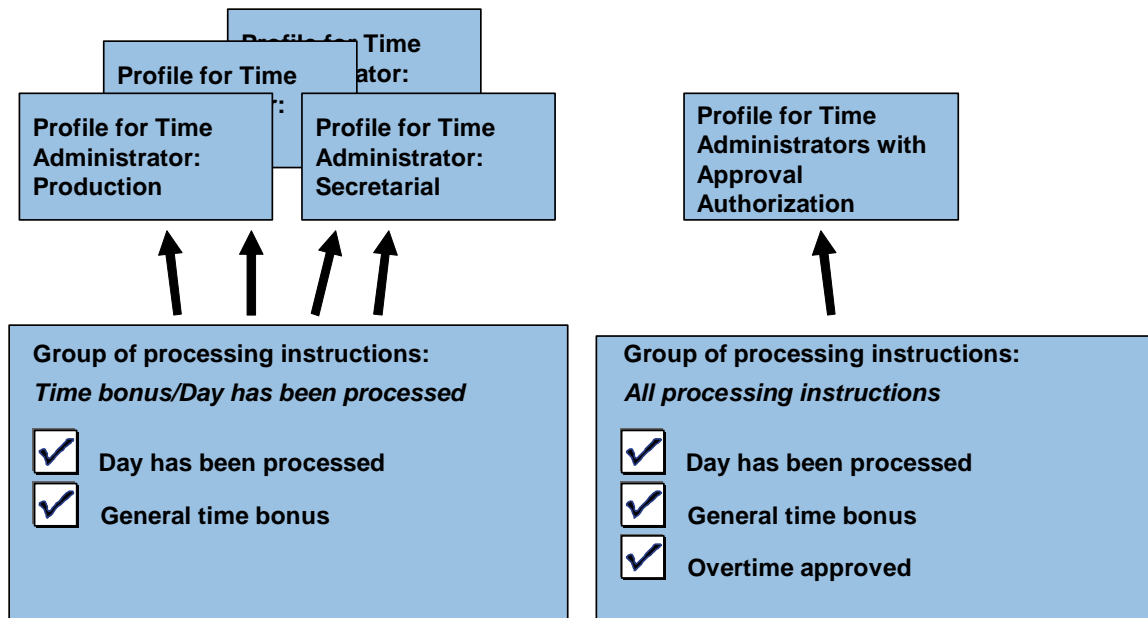 Profile for Time
ator:
Profile for Time
r:
Profile for Time
Administrator:
Production
Profile for Time
Administrator:
Secretarial
Profile for Time
Administrators with
Approval
Authorization
Group of processing instructions:
Time bonus/Day has been processed
Day has been processed
General time bonus
Group of processing instructions:
All processing instructions
Day has been processed
General time bonus
Overtime approved